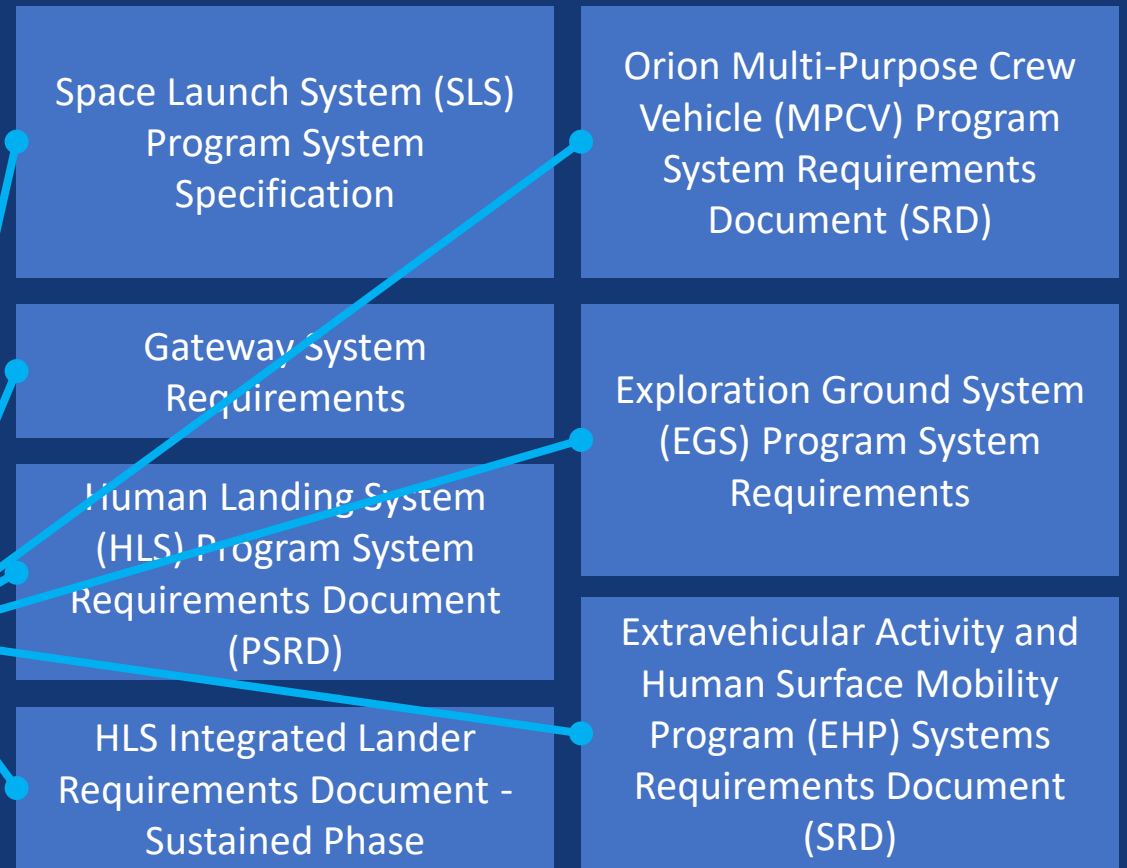 Space Launch System (SLS)
Program System
Specification
Gateway System
Requirements
Human Landing System
(HLS) Program System
Requirements Document
(PSRD)
HLS Integrated Lander
Requirements Document -
Sustained Phase
Orion Multi-Purpose Crew
Vehicle (MPCV) Program
System Requirements
Document (SRD)
Exploration Ground System
(EGS) Program System
Requirements
Extravehicular Activity and
Human Surface Mobility
Program (EHP) Systems
Requirements Document
(SRD)